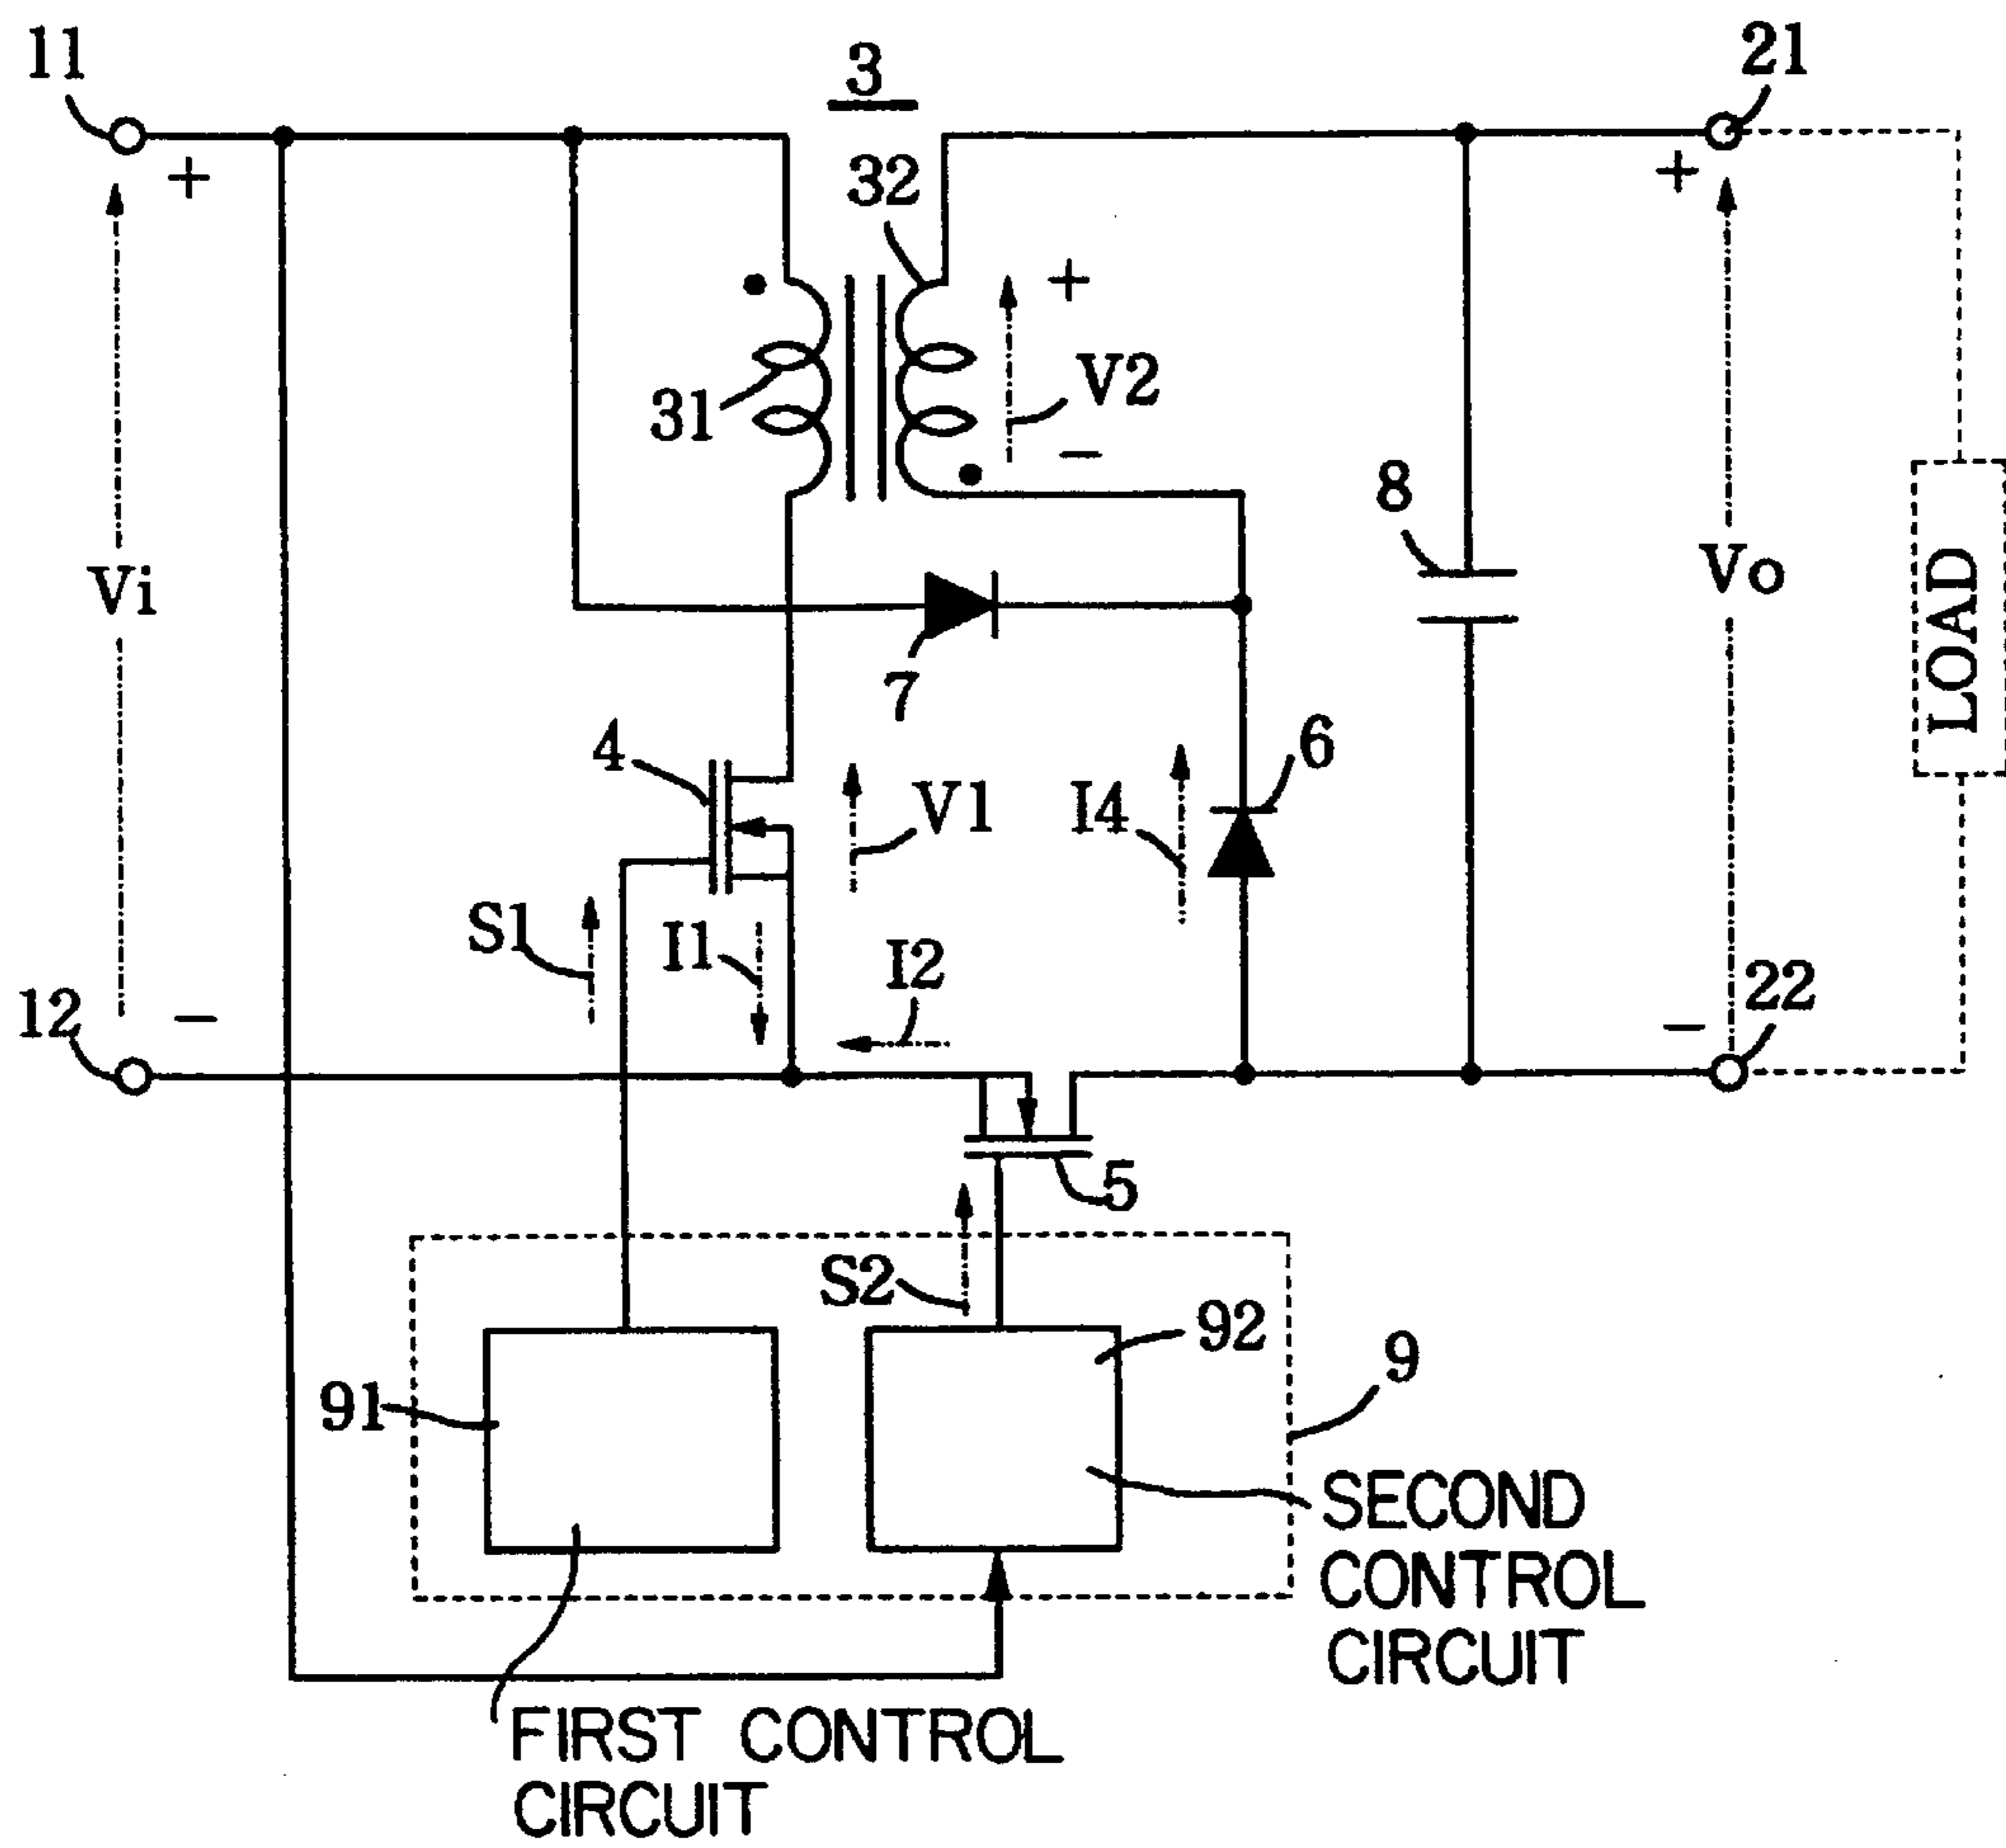 11
3
21
+
32
+
+
V2
31
−
8
Vi
Vo
LOAD
7
4
6
V1
I4
S1
I1
I2
12
−
−
22
5
S2
92
9
91
SECOND
CONTROL
CIRCUIT
FIRST CONTROL
CIRCUIT